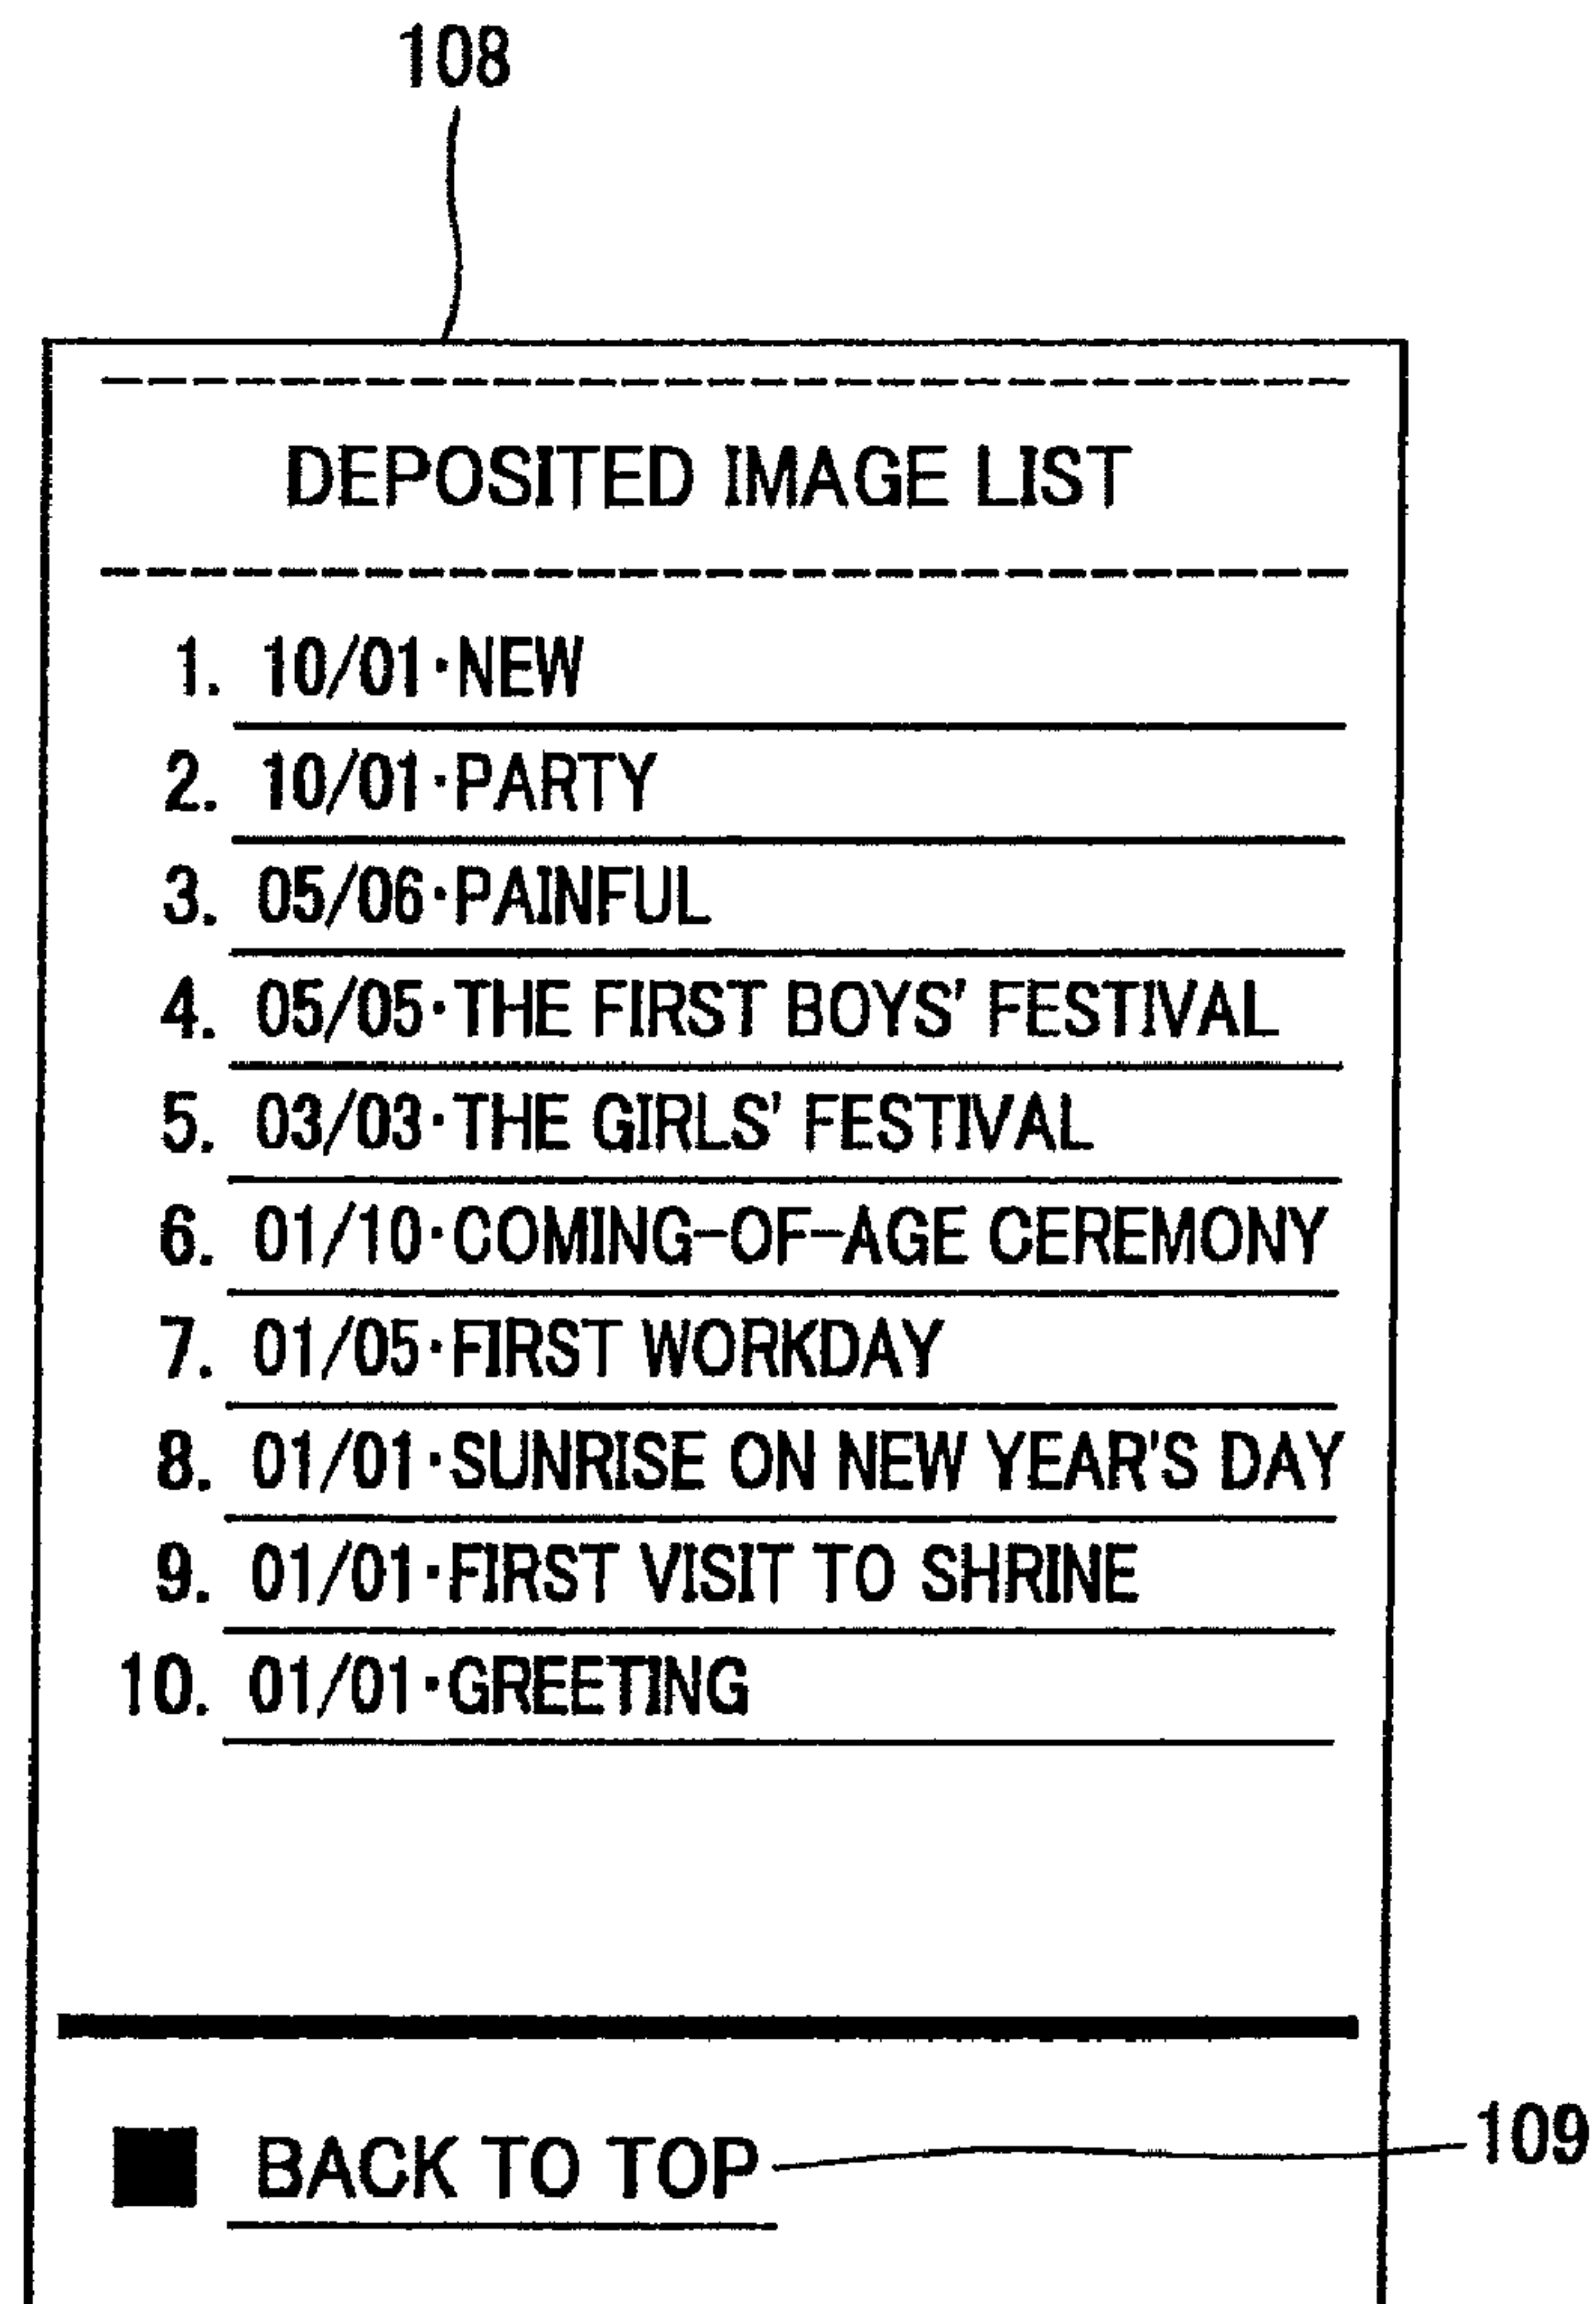 108
DEPOSITED IMAGE LIST
1. 10/01·NEW
2. 10/01·PARTY
3. 05/06·PAINFUL
4. 05/05·THE FIRST BOYS' FESTIVAL
5. 03/03·THE GIRLS' FESTIVAL
6. 01/10·COMING-OF-AGE CEREMONY
7. 01/05·FIRST WORKDAY
8. 01/01·SUNRISE ON NEW YEAR'S DAY
9. 01/01·FIRST VISIT TO SHRINE
10. 01/01·GREETING
■ BACK TO TOP 109